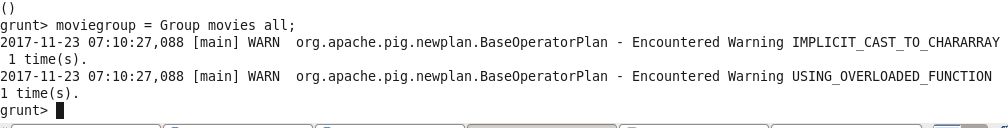 ()
grunt> moviegroup = Group movies all;
2017-11-23 07:10:27,088 [main] WARN  org.apache.pig.newplan.BaseOperatorPlan - Encountered Warning IMPLICIT_CAST_TO_CHARARRAY
 1 time(s).
2017-11-23 07:10:27,088 [main] WARN  org.apache.pig.newplan.BaseOperatorPlan - Encountered Warning USING_OVERLOADED_FUNCTION
1 time(s).
grunt>